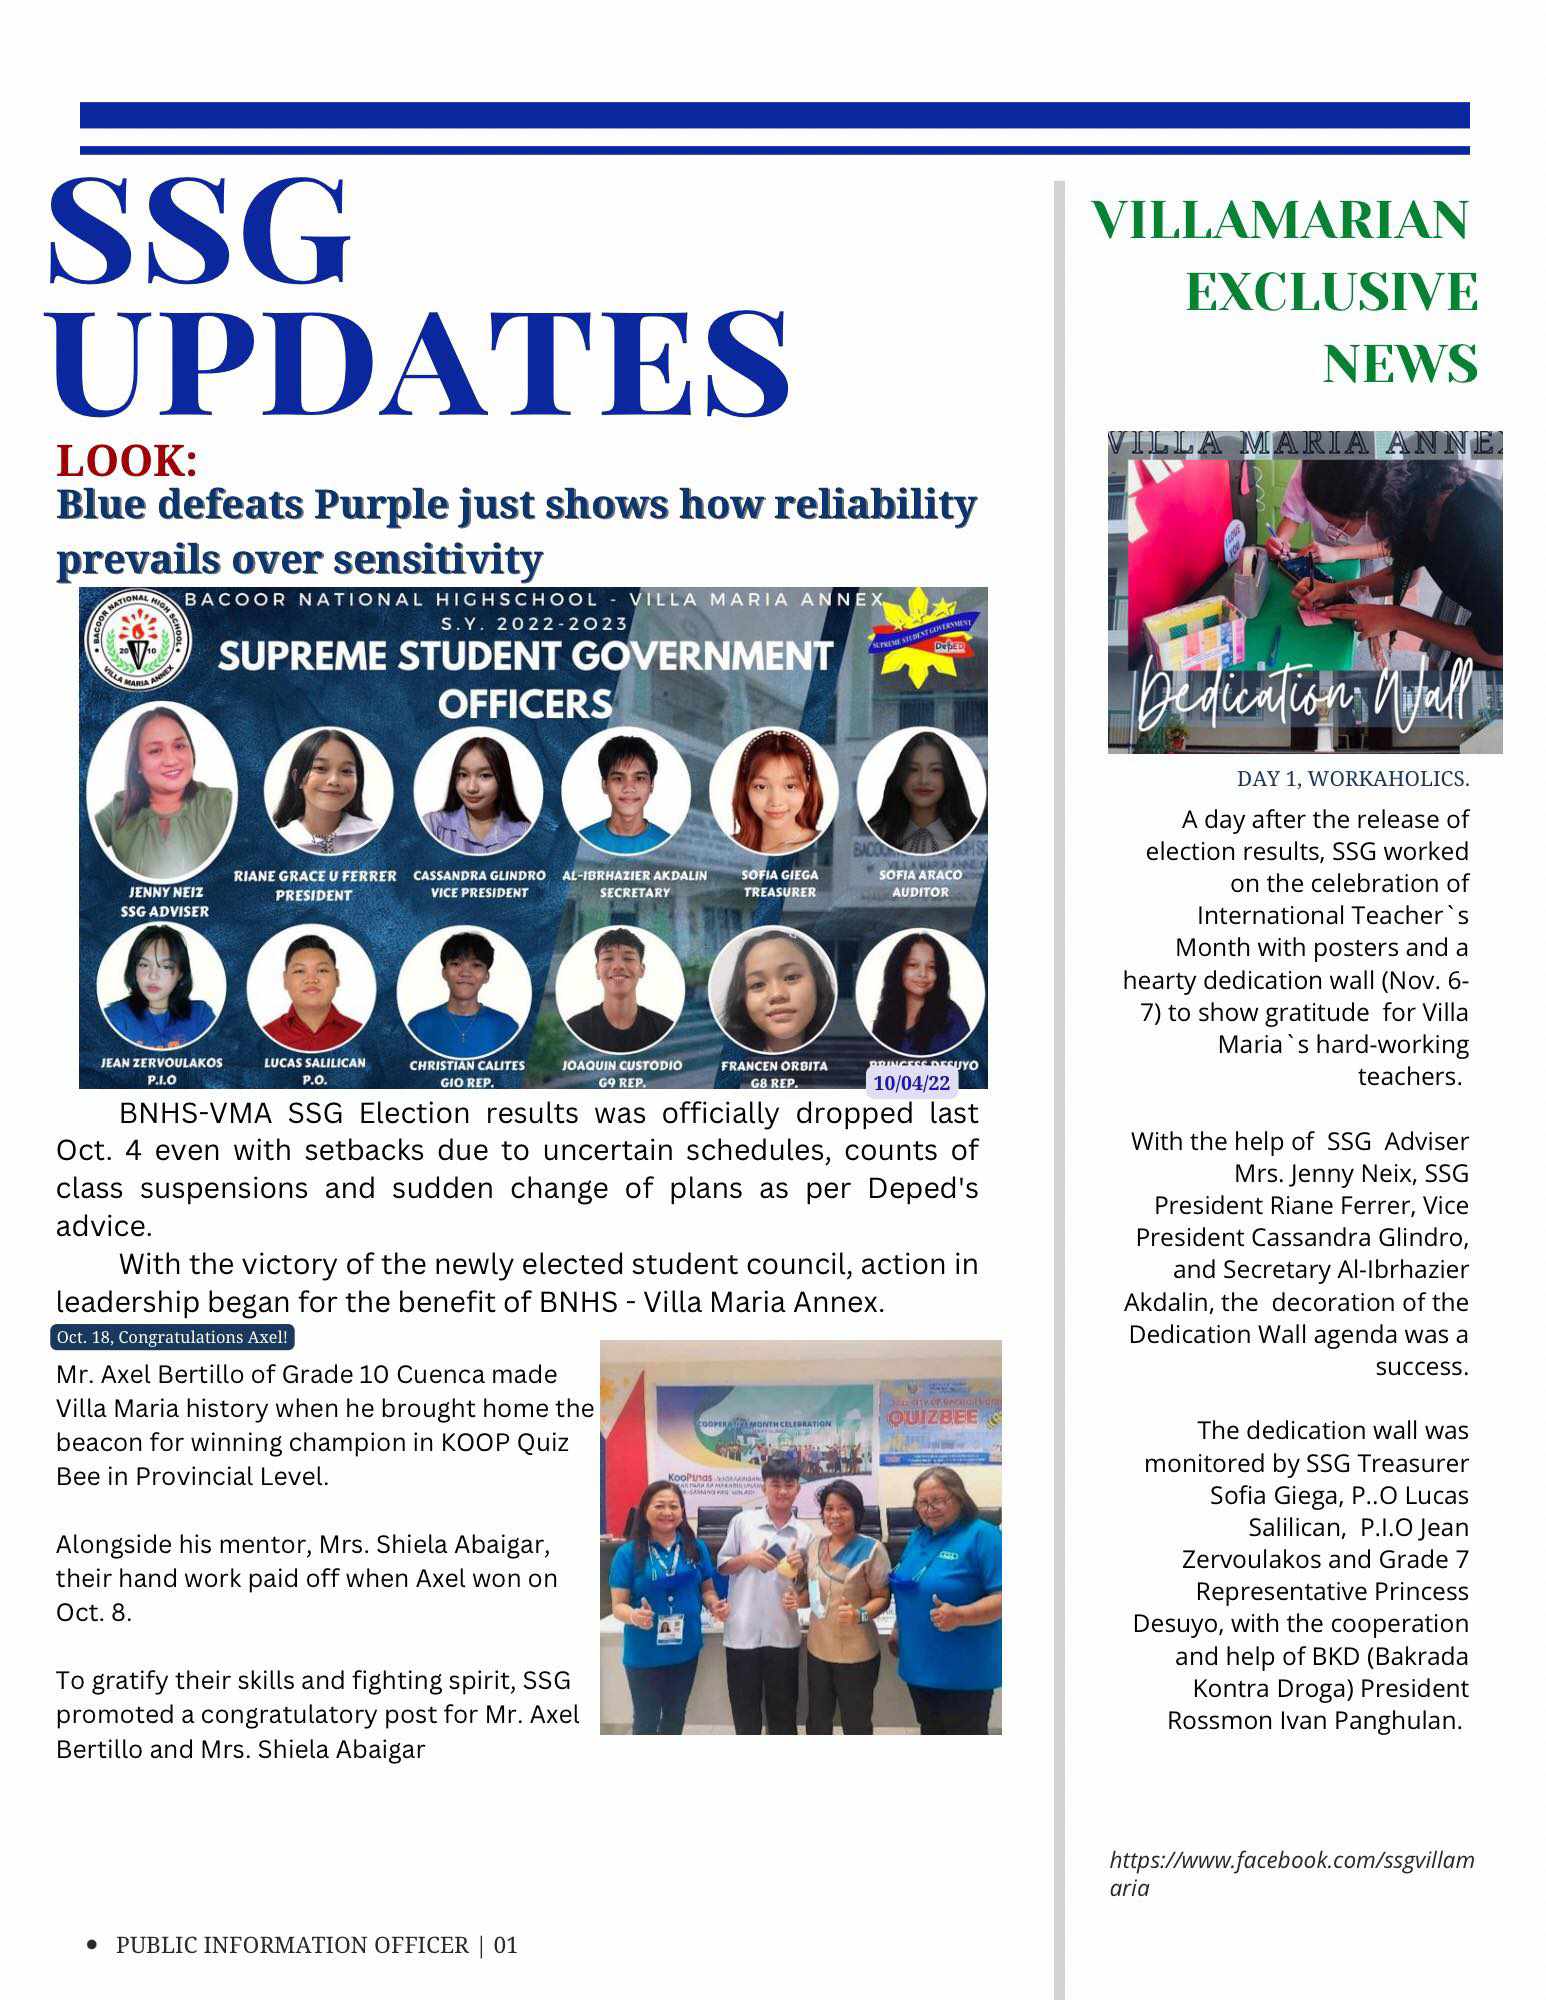 SSG
UPDATES
LOOK:
Blue defeats Purple just shows how reliability
prevails over sensitivity
BACOOR NATIONAL HIGH SCHOOL
2010
VILLA MARIA ANNEX
BACOOR NATIONAL HIGHSCHOOL - VILLA MARIA ANNEX
S.Y. 2022-2023
SUPREME STUDENT GOVERNMENT
OFFICERS
SUPREME STUDENT GOVERNMENT
DepED
JENNY NEIZ
SSG ADVISER
RIANE GRACE U FERRER
PRESIDENT
CASSANDRA GLINDRO
VICE PRESIDENT
AL-IBRHAZIER AKDALIN
SECRETARY
SOFIA GIEGA
TREASURER
SOFIA ARACO
AUDITOR
JEAN ZERVOULAKOS
P.I.O
LUCAS SALILICAN
P.O.
CHRISTIAN CALITES
G10 REP.
JOAQUIN CUSTODIO
G9 REP.
FRANCEN ORBITA
G8 REP.
PRINCESS DESUYO
10/04/22
BNHS-VMA SSG Election results was officially dropped last
Oct. 4 even with setbacks due to uncertain schedules, counts of
class suspensions and sudden change of plans as per Deped's
advice.
With the victory of the newly elected student council, action in
leadership began for the benefit of BNHS - Villa Maria Annex.
Oct. 18, Congratulations Axel!
Mr. Axel Bertillo of Grade 10 Cuenca made
Villa Maria history when he brought home the
beacon for winning champion in KOOP Quiz
Bee in Provincial Level.
Alongside his mentor, Mrs. Shiela Abaigar,
their hand work paid off when Axel won on
Oct. 8.
To gratify their skills and fighting spirit, SSG
promoted a congratulatory post for Mr. Axel
Bertillo and Mrs. Shiela Abaigar
COOPERATIVE MONTH CELEBRATION
KooPinas
QUIZBEE
PUBLIC INFORMATION OFFICER | 01
VILLAMARIAN
EXCLUSIVE
NEWS
VILLA MARIA ANNEX
I LOVE
YOU
Dedication Wall
DAY 1, WORKAHOLICS.
A day after the release of
election results, SSG worked
on the celebration of
International Teacher`s
Month with posters and a
hearty dedication wall (Nov. 6-
7) to show gratitude for Villa
Maria`s hard-working
teachers.
With the help of SSG Adviser
Mrs. Jenny Neix, SSG
President Riane Ferrer, Vice
President Cassandra Glindro,
and Secretary Al-Ibrhazier
Akdalin, the decoration of the
Dedication Wall agenda was a
success.
The dedication wall was
monitored by SSG Treasurer
Sofia Giega, P..O Lucas
Salilican, P.I.O Jean
Zervoulakos and Grade 7
Representative Princess
Desuyo, with the cooperation
and help of BKD (Bakrada
Kontra Droga) President
Rossmon Ivan Panghulan.
https://www.facebook.com/ssgvillam
aria